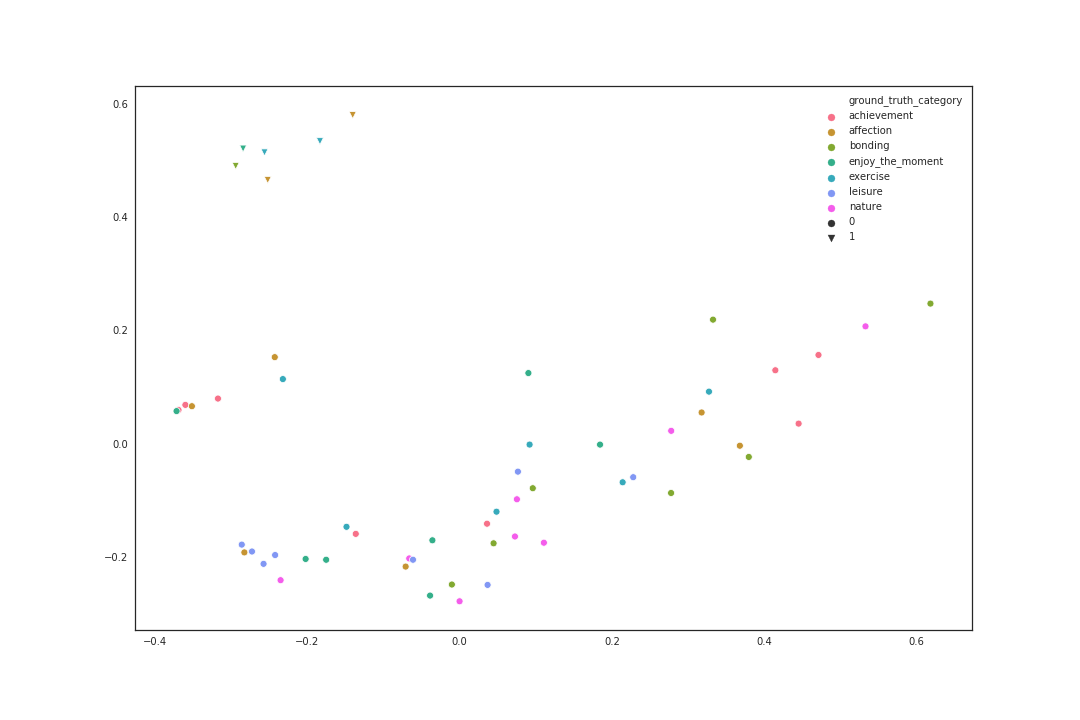 ground_truth_category
achievement
affection
bonding
enjoy_the_moment
exercise
leisure
nature
0
1
0.6
0.4
0.2
0.0
−0.2
−0.4 −0.2 0.0 0.2 0.4 0.6